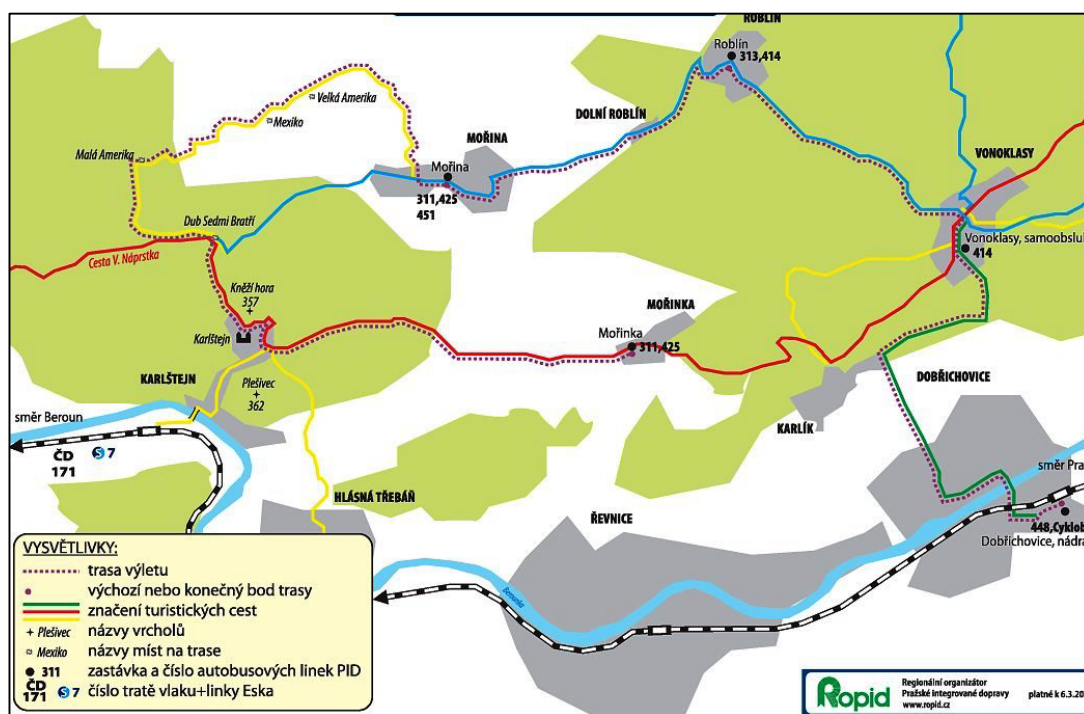 ROBLÍN
Roblín
313,414
Velká Amerika
Mexiko
DOLNÍ ROBLÍN
MOŘINA
Malá Amerika
Mořina
311,425
451
VONOKLASY
Dub Sedmi Bratří
Vonoklasy, samoobslu
414
Cesta V. Náprstka
Kněží hora
357
Karlštejn
MOŘINKA
Mořinka
311,425
KARLŠTEJN
Plešivec
362
DOBŘICHOVICE
KARLÍK
směr Beroun
ČD
171
S 7
směr Pra
HLÁSNÁ TŘEBÁŇ
ŘEVNICE
448,Cyklob
Dobřichovice, nádra
Berounka
VYSVĚTLIVKY:
trasa výletu
výchozí nebo konečný bod trasy
značení turistických cest
Plešivec názvy vrcholů
Mexiko názvy míst na trase
311 zastávka a číslo autobusových linek PID
ČD
171 S 7 číslo tratě vlaku+linky Eska
Ropid
Regionální organizátor
Pražské integrované dopravy
www.ropid.cz
platné k 6.3.20